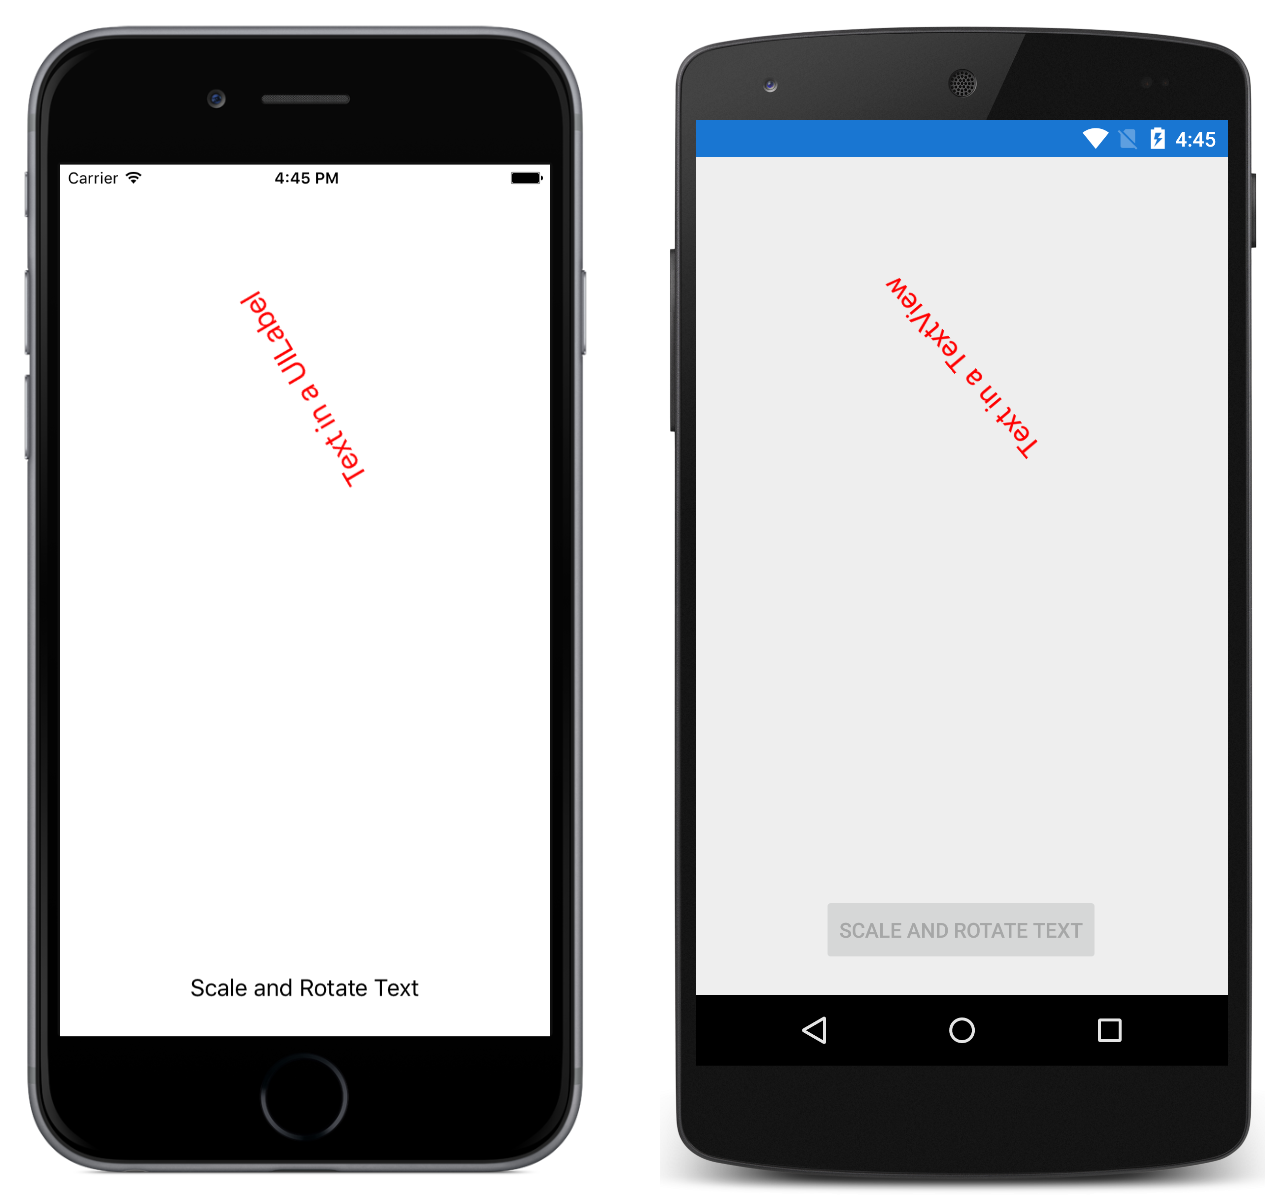 Carrier 4:45 PM
Text in a UILabel
Scale and Rotate Text
4:45
Text in a TextView
SCALE AND ROTATE TEXT